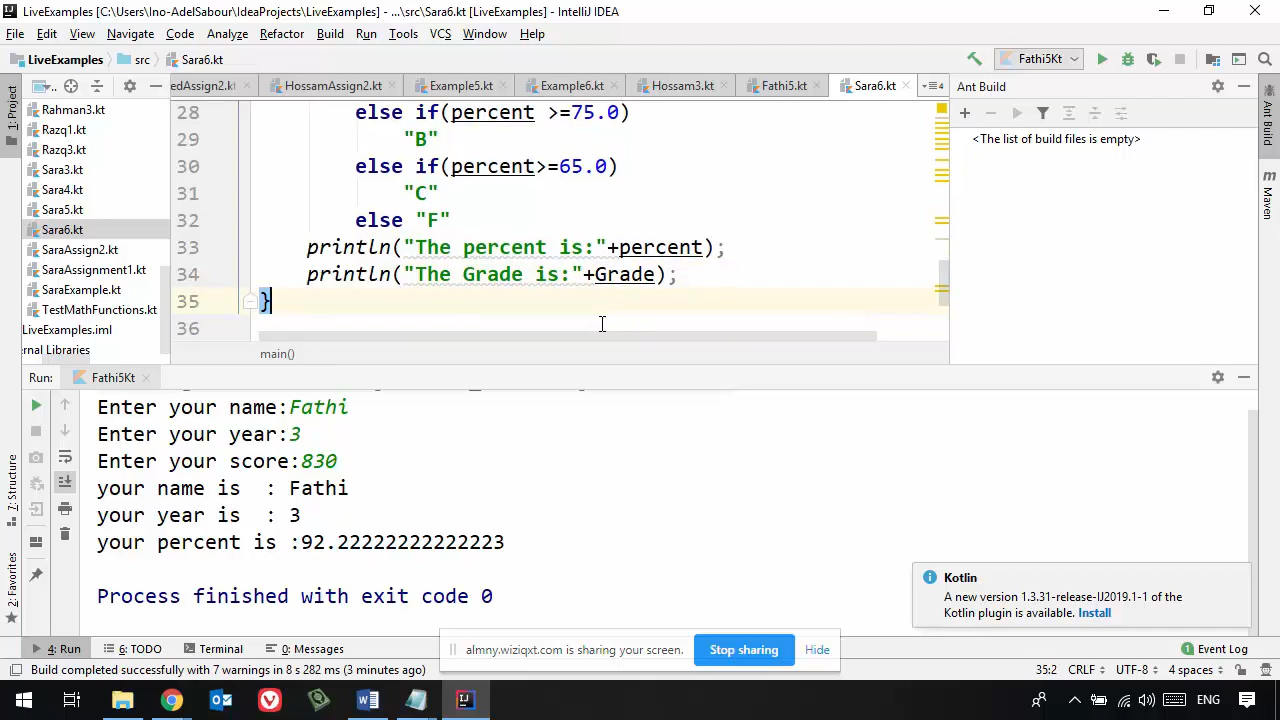 LiveExamples [C:\Users\Ino-AdelSabour\IdeaProjects\LiveExamples] - ...\src\Sara6.kt [LiveExamples] - IntelliJ IDEA
File Edit View Navigate Code Analyze Refactor Build Run Tools VCS Window Help
LiveExamples src Sara6.kt Fathi5Kt
edAssign2.kt HossamAssign2.kt Example5.kt Example6.kt Hossam3.kt Fathi5.kt Sara6.kt Ant Build
1: Project
Rahman3.kt
Razq1.kt
Razq3.kt
Sara3.kt
Sara4.kt
Sara5.kt
Sara6.kt
SaraAssign2.kt
SaraAssignment1.kt
SaraExample.kt
TestMathFunctions.kt
LiveExamples.iml
rnal Libraries
28 else if(percent >=75.0)
29 "B"
30 else if(percent>=65.0)
31 "C"
32 else "F"
33 println("The percent is:"+percent);
34 println("The Grade is:"+Grade);
35 }
36
main()
<The list of build files is empty>
Ant Build
Maven
Run: Fathi5Kt
Enter your name:Fathi
Enter your year:3
Enter your score:830
your name is : Fathi
your year is : 3
your percent is :92.22222222222223
Process finished with exit code 0
7: Structure
2: Favorites
Kotlin
A new version 1.3.31-release-IJ2019.1-1 of the
Kotlin plugin is available. Install
4: Run 6: TODO Terminal 0: Messages Event Log
almny.wiziqxt.com is sharing your screen. Stop sharing Hide
Build completed successfully with 7 warnings in 8 s 282 ms (3 minutes ago) 35:2 CRLF UTF-8 4 spaces
ENG